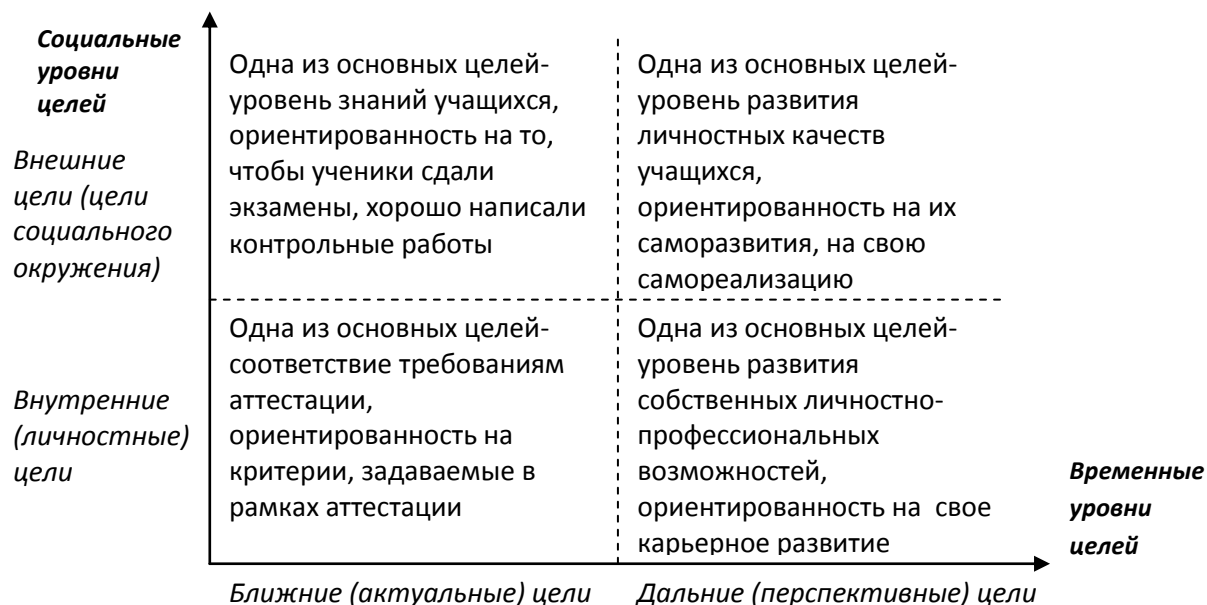 Социальные
уровни
целей
Одна из основных целей-
уровень знаний учащихся,
ориентированность на то,
чтобы ученики сдали
экзамены, хорошо написали
контрольные работы
Одна из основных целей-
уровень развития
личностных качеств
учащихся,
ориентированность на их
саморазвития, на свою
самореализацию
Внешние
цели (цели
социального
окружения)
Одна из основных целей-
соответствие требованиям
аттестации,
ориентированность на
критерии, задаваемые в
рамках аттестации
Одна из основных целей-
уровень развития
собственных личностно-
профессиональных
возможностей,
ориентированность на свое
карьерное развитие
Внутренние
(личностные)
цели
Временные
уровни
целей
Ближние (актуальные) цели
Дальние (перспективные) цели